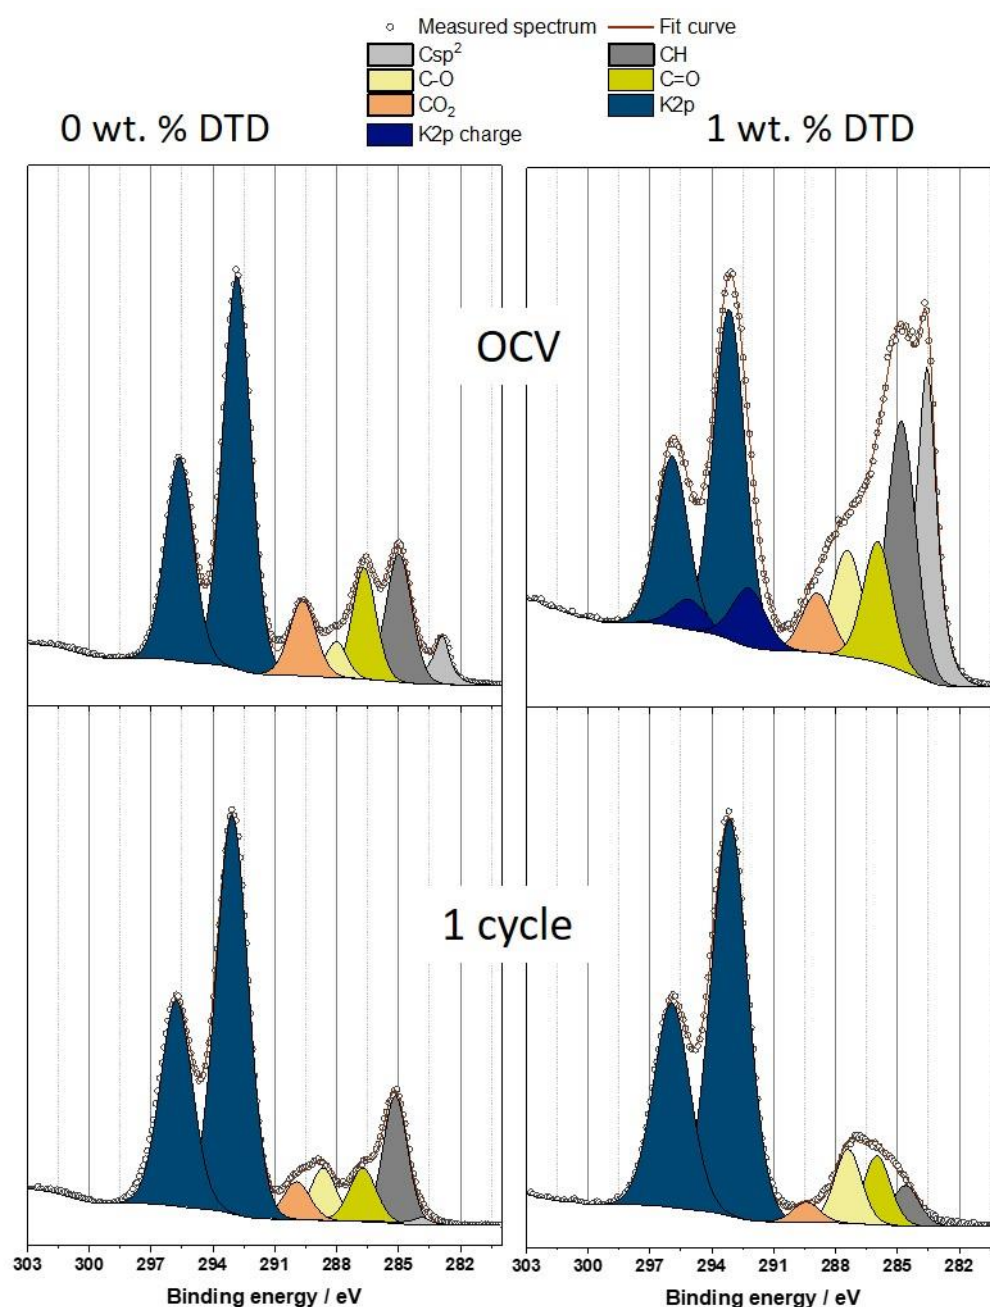 Measured spectrum Fit curve
Csp² CH
C-O C=O
CO₂ K2p
K2p charge
0 wt. % DTD 1 wt. % DTD
OCV
1 cycle
303 300 297 294 291 288 285 282 303 300 297 294 291 288 285 282
Binding energy / eV Binding energy / eV